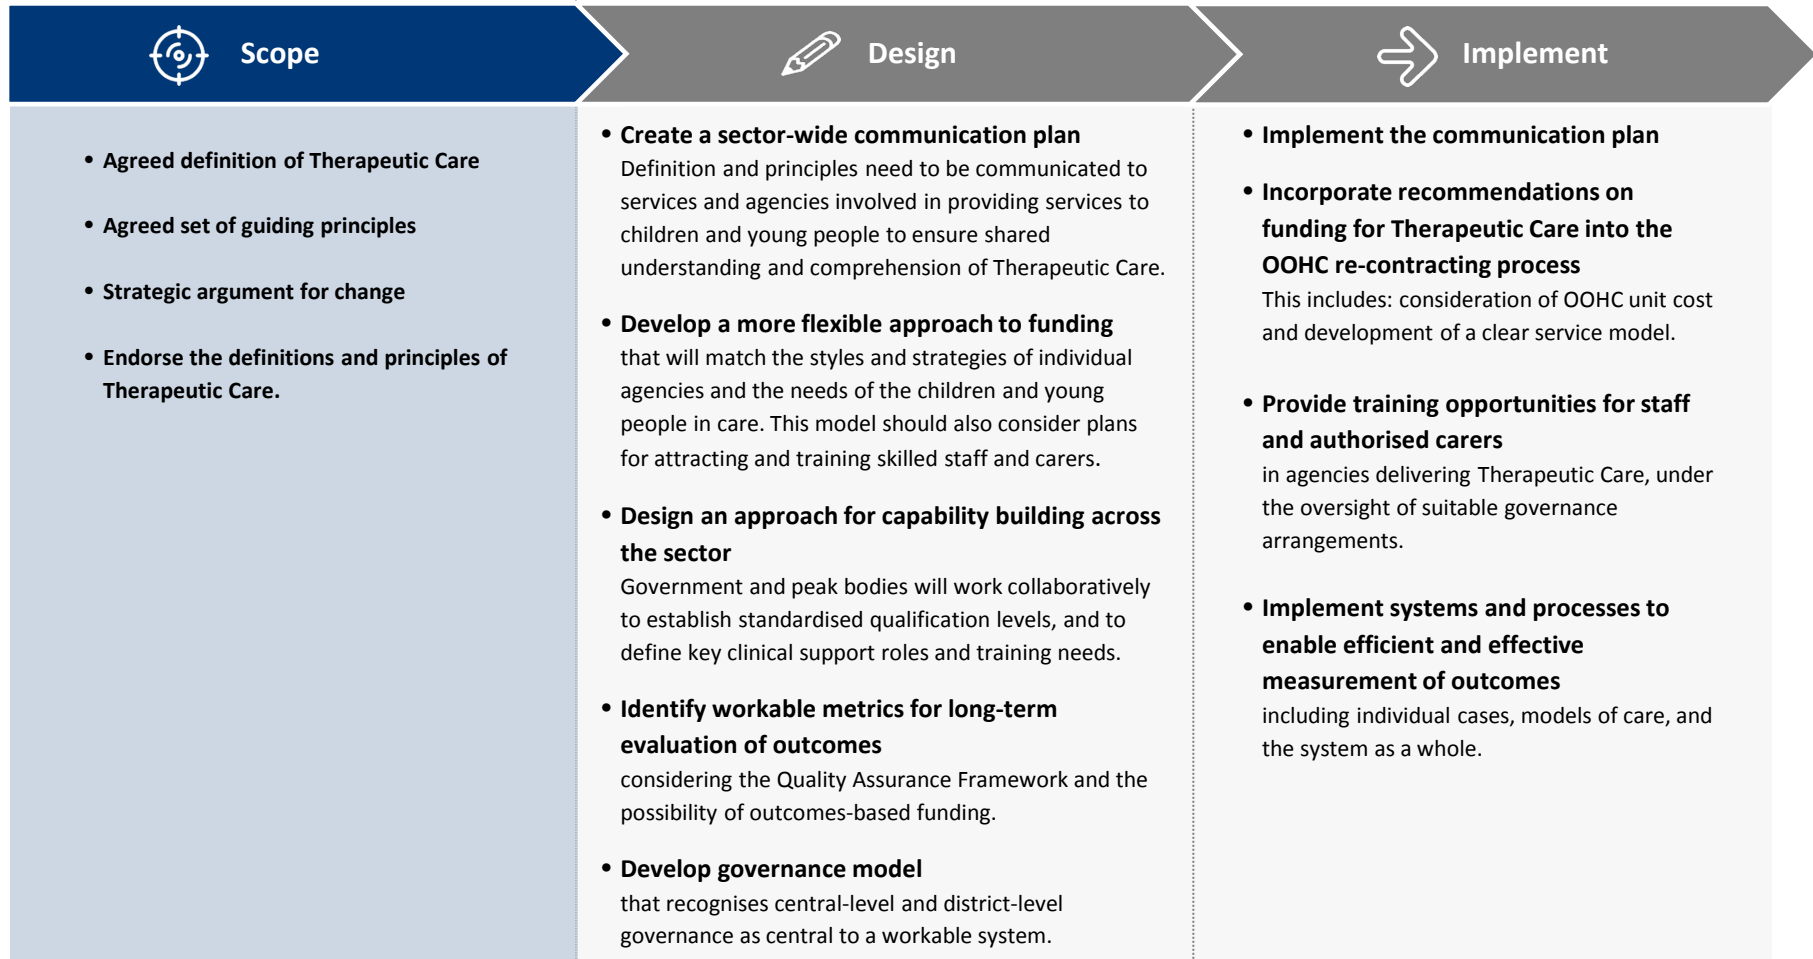 Scope
Design
Implement
• Agreed definition of Therapeutic Care
• Agreed set of guiding principles
• Strategic argument for change
• Endorse the definitions and principles of
Therapeutic Care.
• Create a sector-wide communication plan
Definition and principles need to be communicated to
services and agencies involved in providing services to
children and young people to ensure shared
understanding and comprehension of Therapeutic Care.
• Develop a more flexible approach to funding
that will match the styles and strategies of individual
agencies and the needs of the children and young
people in care. This model should also consider plans
for attracting and training skilled staff and carers.
• Design an approach for capability building across
the sector
Government and peak bodies will work collaboratively
to establish standardised qualification levels, and to
define key clinical support roles and training needs.
• Identify workable metrics for long-term
evaluation of outcomes
considering the Quality Assurance Framework and the
possibility of outcomes-based funding.
• Develop governance model
that recognises central-level and district-level
governance as central to a workable system.
• Implement the communication plan
• Incorporate recommendations on
funding for Therapeutic Care into the
OOHC re-contracting process
This includes: consideration of OOHC unit cost
and development of a clear service model.
• Provide training opportunities for staff
and authorised carers
in agencies delivering Therapeutic Care, under
the oversight of suitable governance
arrangements.
• Implement systems and processes to
enable efficient and effective
measurement of outcomes
including individual cases, models of care, and
the system as a whole.